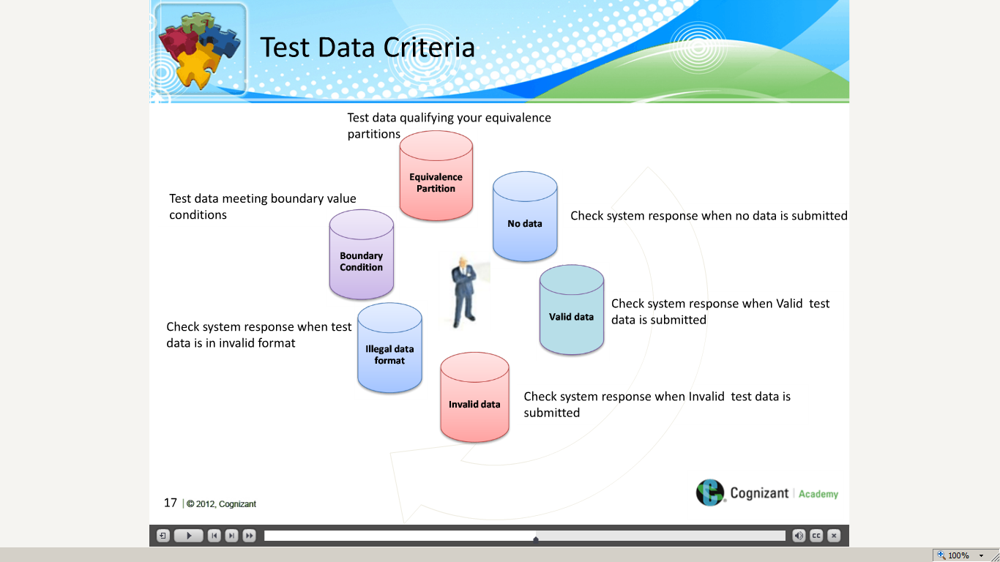 Test Data Criteria
Test data qualifying your equivalence
partitions
Equivalence
Partition
No data
Check system response when no data is submitted
Test data meeting boundary value
conditions
Boundary
Condition
Valid data
Check system response when Valid  test
data is submitted
Check system response when test
data is in invalid format
Illegal data
format
Invalid data
Check system response when Invalid  test data is
submitted
17 | © 2012, Cognizant
Cognizant | Academy
CC
100%